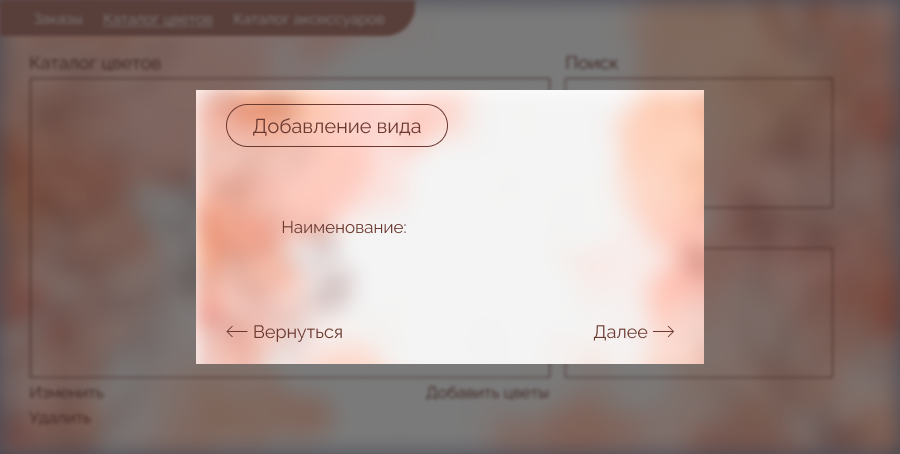 Заказы Каталог цветов Каталог аксессуаров
Каталог цветов Поиск
Добавление вида
Наименование:
← Вернуться Далее →
Изменить Добавить цветы
Удалить